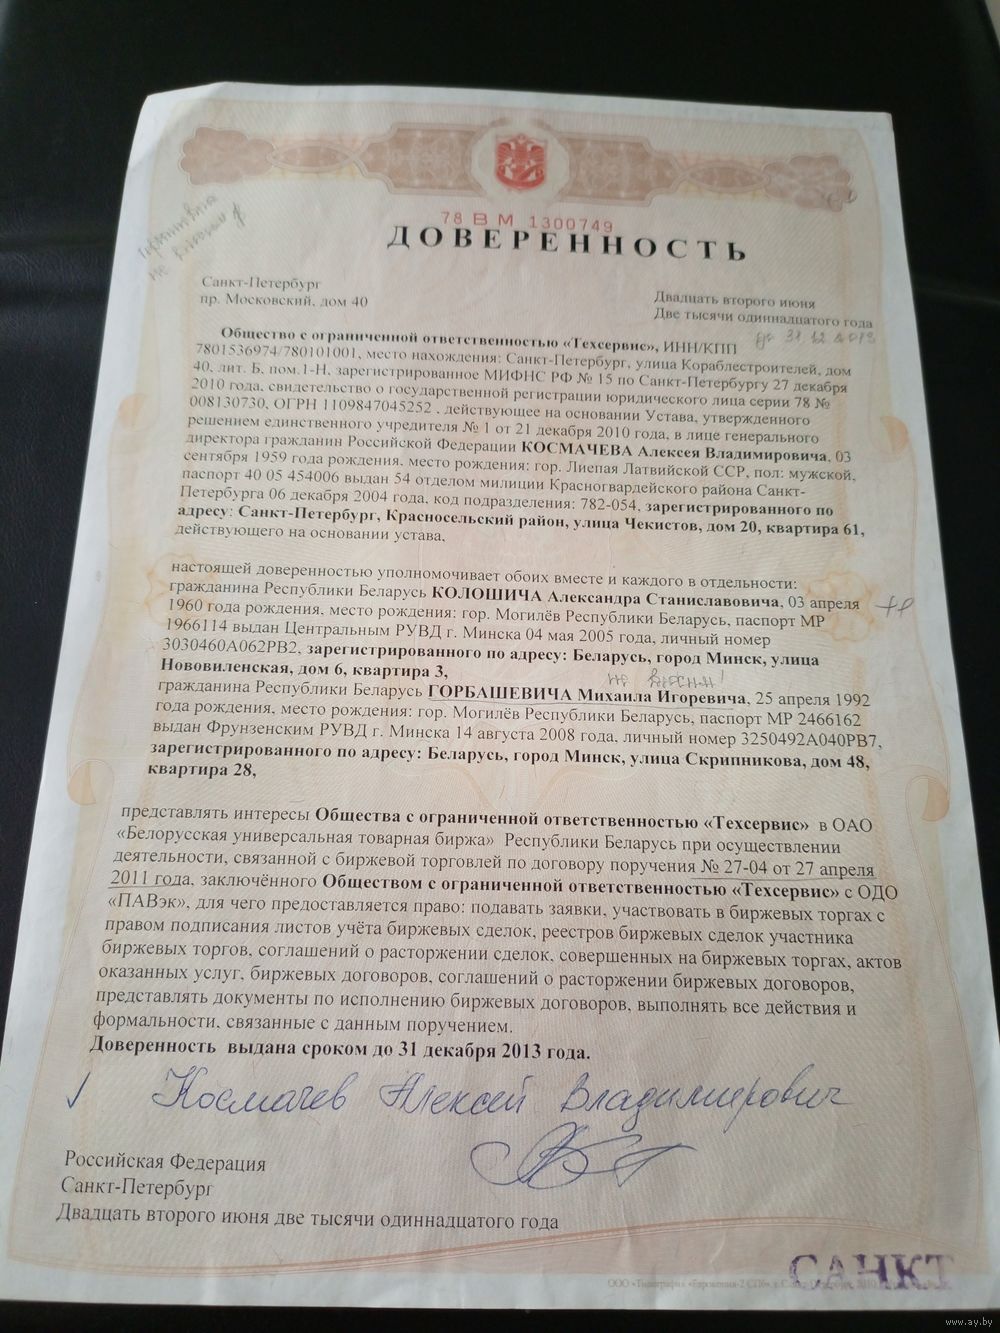 78 ВМ 1300749
ДОВЕРЕННОСТЬ
не
Санкт-Петербург
пр. Московский, дом 40
Двадцать второго июня
Две тысячи одиннадцатого года
до 31 12 2013
Общество с ограниченной ответственностью «Техсервис», ИНН/КПП
7801536974/780101001, место нахождения: Санкт-Петербург, улица Кораблестроителей, дом
40, лит. Б, пом.1-Н, зарегистрированное МИФНС РФ № 15 по Санкт-Петербургу 27 декабря
2010 года, свидетельство о государственной регистрации юридического лица серии 78 №
008130730, ОГРН 1109847045252 , действующее на основании Устава, утвержденного
решением единственного учредителя № 1 от 21 декабря 2010 года, в лице генерального
директора гражданин Российской Федерации КОСМАЧЕВА Алексея Владимировича, 03
сентября 1959 года рождения, место рождения: гор. Лиепая Латвийской ССР, пол: мужской,
паспорт 40 05 454006 выдан 54 отделом милиции Красногвардейского района Санкт-
Петербурга 06 декабря 2004 года, код подразделения: 782-054, зарегистрированного по
адресу: Санкт-Петербург, Красносельский район, улица Чекистов, дом 20, квартира 61,
действующего на основании устава,
настоящей доверенностью уполномочивает обоих вместе и каждого в отдельности:
гражданина Республики Беларусь КОЛОШИЧА Александра Станиславовича, 03 апреля
1960 года рождения, место рождения: гор. Могилёв Республики Беларусь, паспорт МР
1966114 выдан Центральным РУВД г. Минска 04 мая 2005 года, личный номер
3030460А062РВ2, зарегистрированного по адресу: Беларусь, город Минск, улица
Нововиленская, дом 6, квартира 3,
не
гражданина Республики Беларусь ГОРБАШЕВИЧА Михаила Игоревича, 25 апреля 1992
года рождения, место рождения: гор. Могилёв Республики Беларусь, паспорт МР 2466162
выдан Фрунзенским РУВД г. Минска 14 августа 2008 года, личный номер 3250492А040РВ7,
зарегистрированного по адресу: Беларусь, город Минск, улица Скрипникова, дом 48,
квартира 28,
представлять интересы Общества с ограниченной ответственностью «Техсервис» в ОАО
«Белорусская универсальная товарная биржа» Республики Беларусь при осуществлении
деятельности, связанной с биржевой торговлей по договору поручения № 27-04 от 27 апреля
2011 года, заключённого Обществом с ограниченной ответственностью «Техсервис» с ОДО
«ПАВэк», для чего предоставляется право: подавать заявки, участвовать в биржевых торгах с
правом подписания листов учёта биржевых сделок, реестров биржевых сделок участника
биржевых торгов, соглашений о расторжении сделок, совершенных на биржевых торгах, актов
оказанных услуг, биржевых договоров, соглашений о расторжении биржевых договоров,
представлять документы по исполнению биржевых договоров, выполнять все действия и
формальности, связанные с данным поручением.
Доверенность выдана сроком до 31 декабря 2013 года.
Космачев Алексей Владимирович
Российская Федерация
Санкт-Петербург
Двадцать второго июня две тысячи одиннадцатого года
САНКТ
www.ay.by